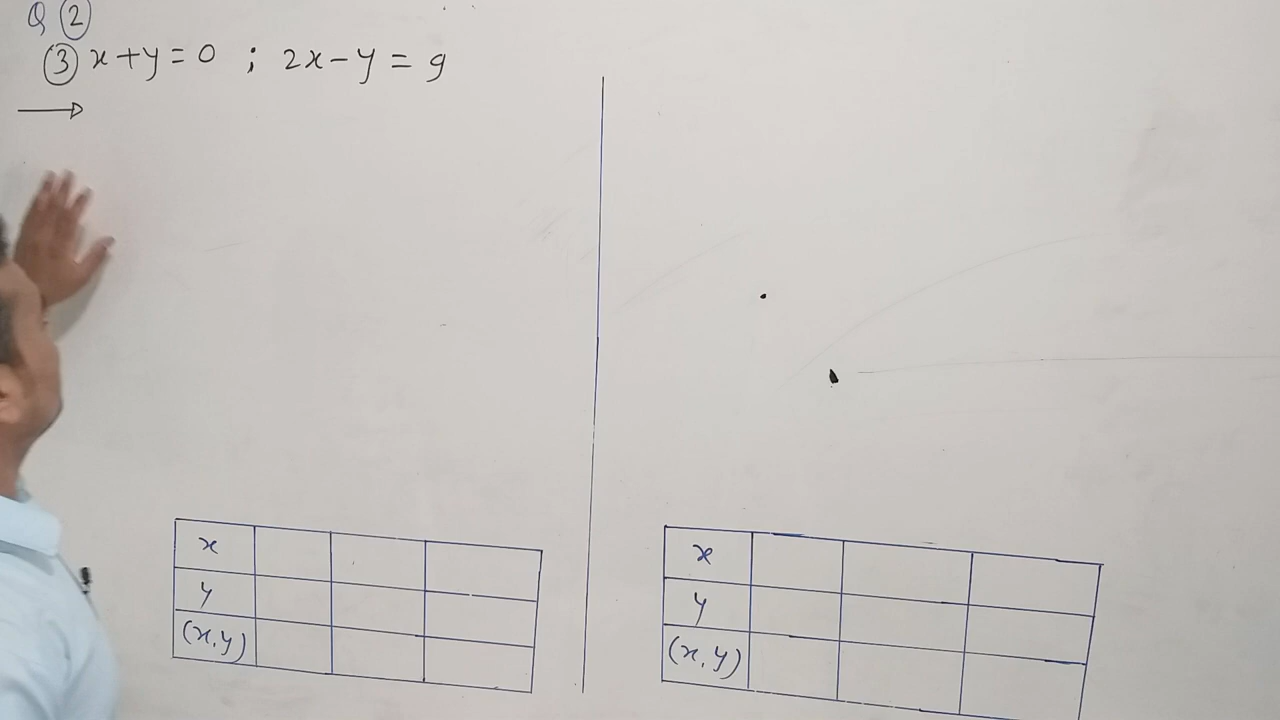 Q ②
③ x+y=0 ; 2x-y=9
x
y
(x,y)
x
y
(x,y)